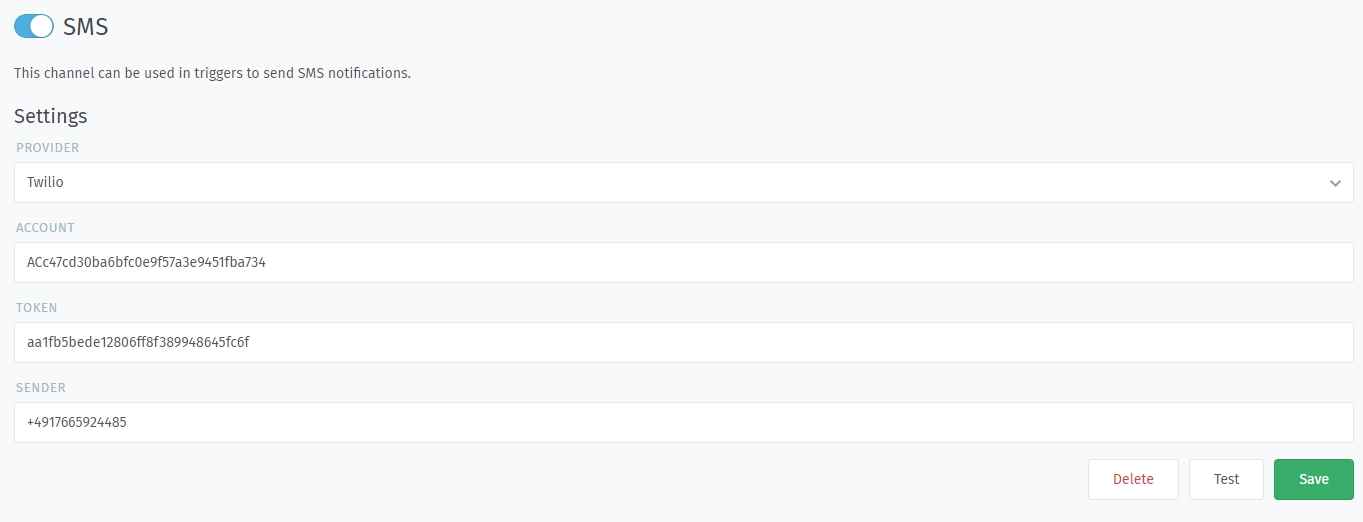 SMS
This channel can be used in triggers to send SMS notifications.
Settings
PROVIDER
Twilio
ACCOUNT
ACc47cd30ba6bfc0e9f57a3e9451fba734
TOKEN
aa1fb5bede12806ff8f389948645fc6f
SENDER
+4917665924485
Delete Test Save